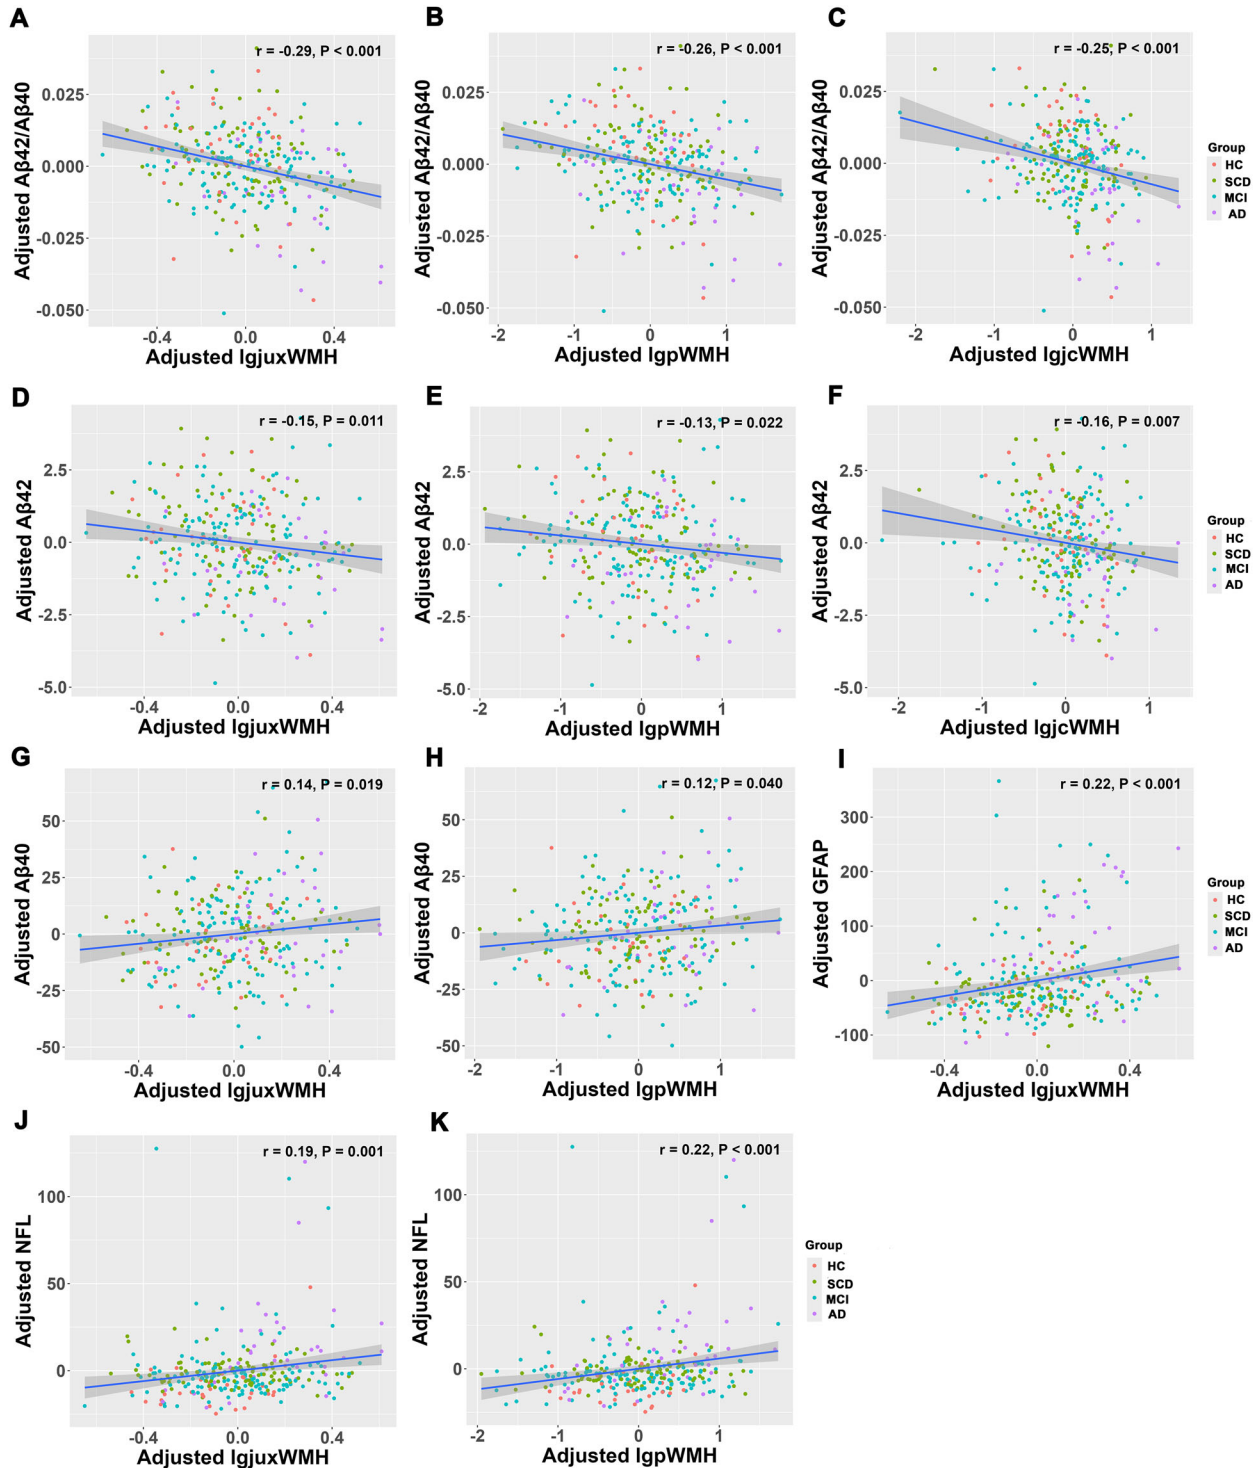 A
r = -0.29, P < 0.001
Adjusted Aβ42/Aβ40
0.025
0.000
-0.025
-0.050
-0.4 0.0 0.4
Adjusted lgjuxWMH
B
r = -0.26, P < 0.001
Adjusted Aβ42/Aβ40
0.025
0.000
-0.025
-0.050
-2 -1 0 1
Adjusted lgpWMH
C
r = -0.25, P < 0.001
Adjusted Aβ42/Aβ40
0.025
0.000
-0.025
-0.050
-2 -1 0 1
Adjusted lgjcWMH
Group
HC
SCD
MCI
AD
D
r = -0.15, P = 0.011
Adjusted Aβ42
2.5
0.0
-2.5
-5.0
-0.4 0.0 0.4
Adjusted lgjuxWMH
E
r = -0.13, P = 0.022
Adjusted Aβ42
2.5
0.0
-2.5
-5.0
-2 -1 0 1
Adjusted lgpWMH
F
r = -0.16, P = 0.007
Adjusted Aβ42
2.5
0.0
-2.5
-5.0
-2 -1 0 1
Adjusted lgjcWMH
Group
HC
SCD
MCI
AD
G
r = 0.14, P = 0.019
Adjusted Aβ40
50
25
0
-25
-50
-0.4 0.0 0.4
Adjusted lgjuxWMH
H
r = 0.12, P = 0.040
Adjusted Aβ40
50
25
0
-25
-50
-2 -1 0 1
Adjusted lgpWMH
I
r = 0.22, P < 0.001
Adjusted GFAP
300
200
100
0
-100
-0.4 0.0 0.4
Adjusted lgjuxWMH
Group
HC
SCD
MCI
AD
J
r = 0.19, P = 0.001
Adjusted NFL
100
50
0
-0.4 0.0 0.4
Adjusted lgjuxWMH
K
r = 0.22, P < 0.001
Adjusted NFL
100
50
0
-2 -1 0 1
Adjusted lgpWMH
Group
HC
SCD
MCI
AD